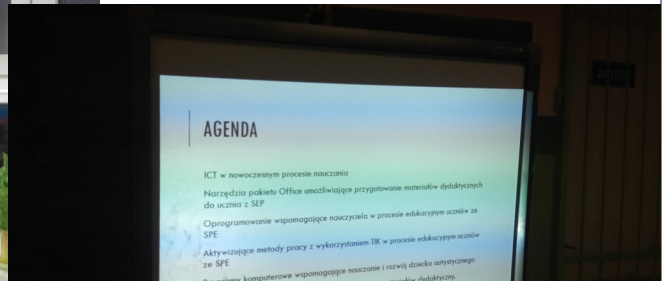 AGENDA
ICT w nowoczesnym procesie nauczania
Narzędzia pakietu Office umożliwiające przygotowanie materiałów dydaktycznych
do ucznia z SEP
Oprogramowanie wspomagające nauczyciela w procesie edukacyjnym uczniów ze
SPE
Aktywizujące metody pracy z wykorzystaniem TIK w procesie edukacyjnym uczniów
ze SPE
komputerowe wspomagające nauczanie i rozwój dziecka autystycznego
dydaktyczny.